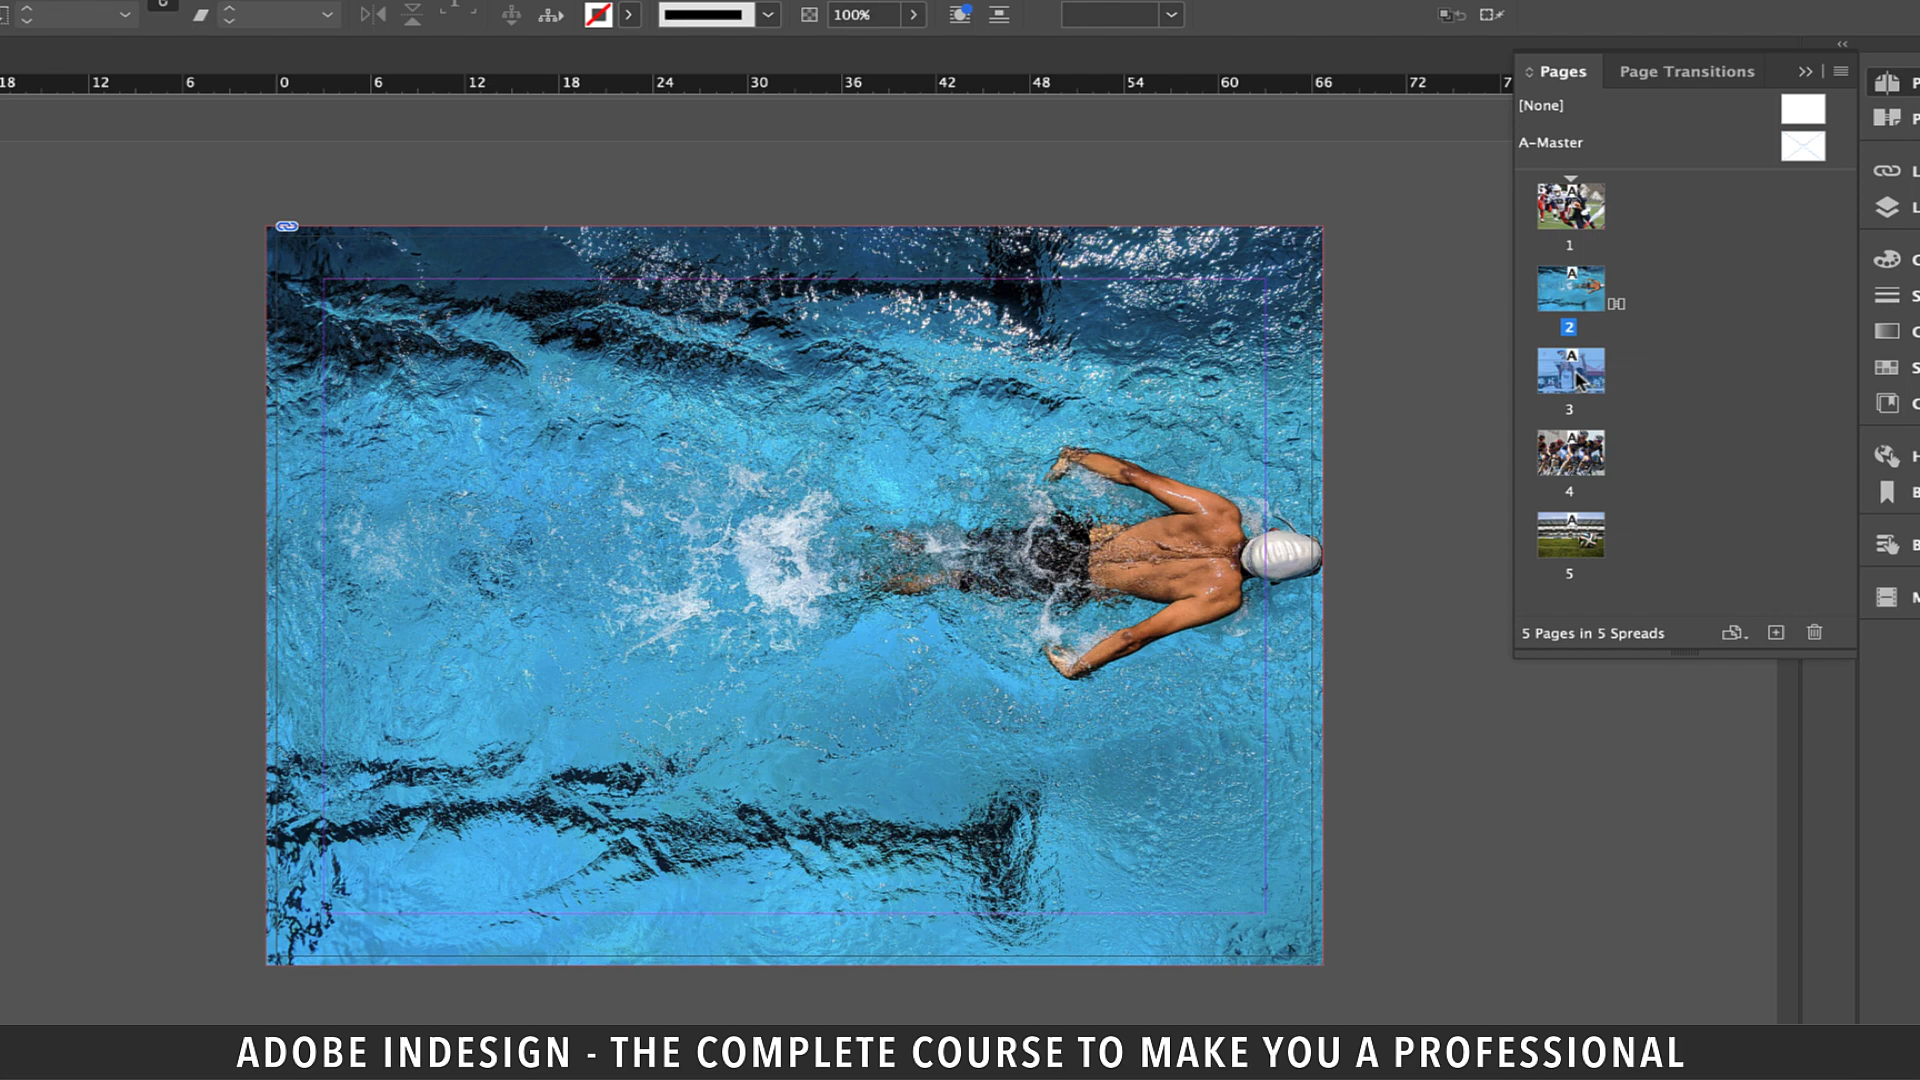 100%
18 12 6 0 6 12 18 24 30 36 42 48 54 60 66 72 7
Pages Page Transitions
[None]
A-Master
A
1
A
2
A
3
A
4
A
5
5 Pages in 5 Spreads
P
P
L
L
C
S
C
S
C
H
B
B
M
ADOBE INDESIGN - THE COMPLETE COURSE TO MAKE YOU A PROFESSIONAL